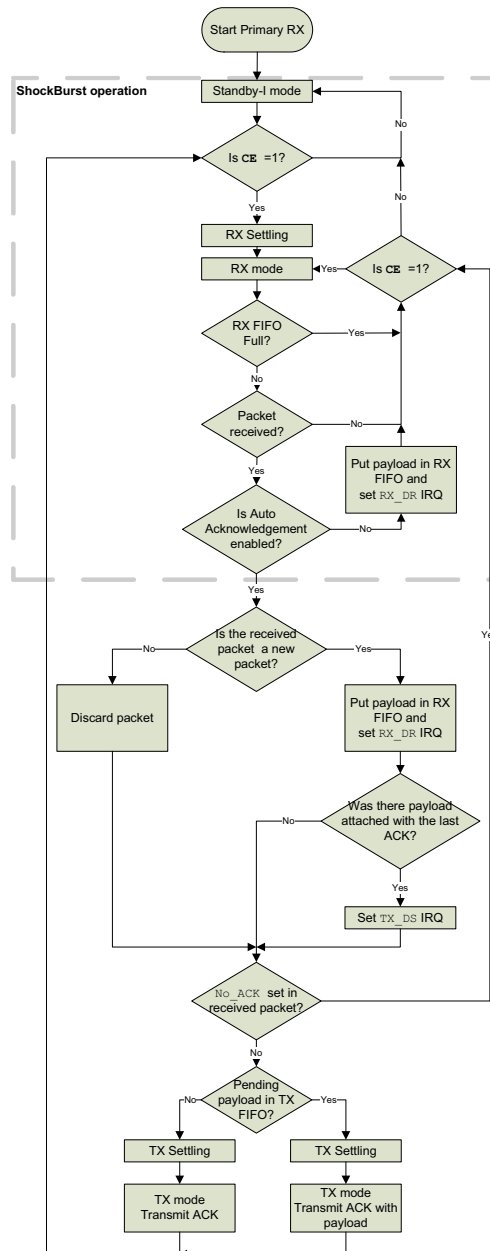 Start Primary RX
ShockBurst operation
Standby-I mode
No
Is CE =1?
Yes
No
RX Settling
RX mode
Yes
Is CE =1?
RX FIFO
Full?
Yes
No
Packet
received?
No
Yes
Put payload in RX
FIFO and
set RX_DR IRQ
Is Auto
Acknowledgement
enabled?
No
Yes
Is the received
packet a new
packet?
No
Yes
Discard packet
Put payload in RX
FIFO and
set RX_DR IRQ
Was there payload
attached with the last
ACK?
No
Yes
Set TX_DS IRQ
No_ACK set in
received packet?
No
Pending
payload in TX
FIFO?
No
Yes
TX Settling
TX Settling
TX mode
Transmit ACK
TX mode
Transmit ACK with
payload